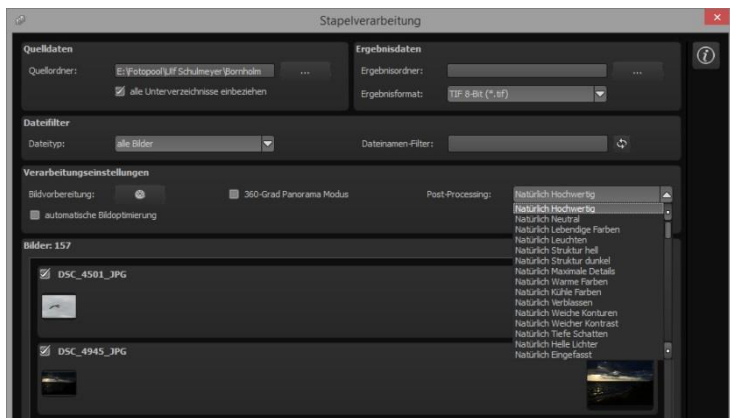 Stapelverarbeitung
Quelldaten
Quellordner: E:\Fotopool\Ulf Schulmeyer\Bornholm ...
alle Unterverzeichnisse einbeziehen
Ergebnisdaten
Ergebnisordner: ...
Ergebnisformat: TIF 8-Bit (*.tif)
Dateifilter
Dateityp: alle Bilder Dateinamen-Filter:
Verarbeitungseinstellungen
Bildvorbereitung: 360-Grad Panorama Modus Post-Processing: Natürlich Hochwertig
automatische Bildoptimierung
Natürlich Hochwertig
Natürlich Neutral
Natürlich Lebendige Farben
Natürlich Leuchten
Natürlich Struktur hell
Natürlich Struktur dunkel
Natürlich Maximale Details
Natürlich Warme Farben
Natürlich Kühle Farben
Natürlich Verblassen
Natürlich Weiche Konturen
Natürlich Weicher Kontrast
Natürlich Tiefe Schatten
Natürlich Helle Lichter
Natürlich Eingefasst
Bilder: 157
DSC_4501_JPG
DSC_4945_JPG